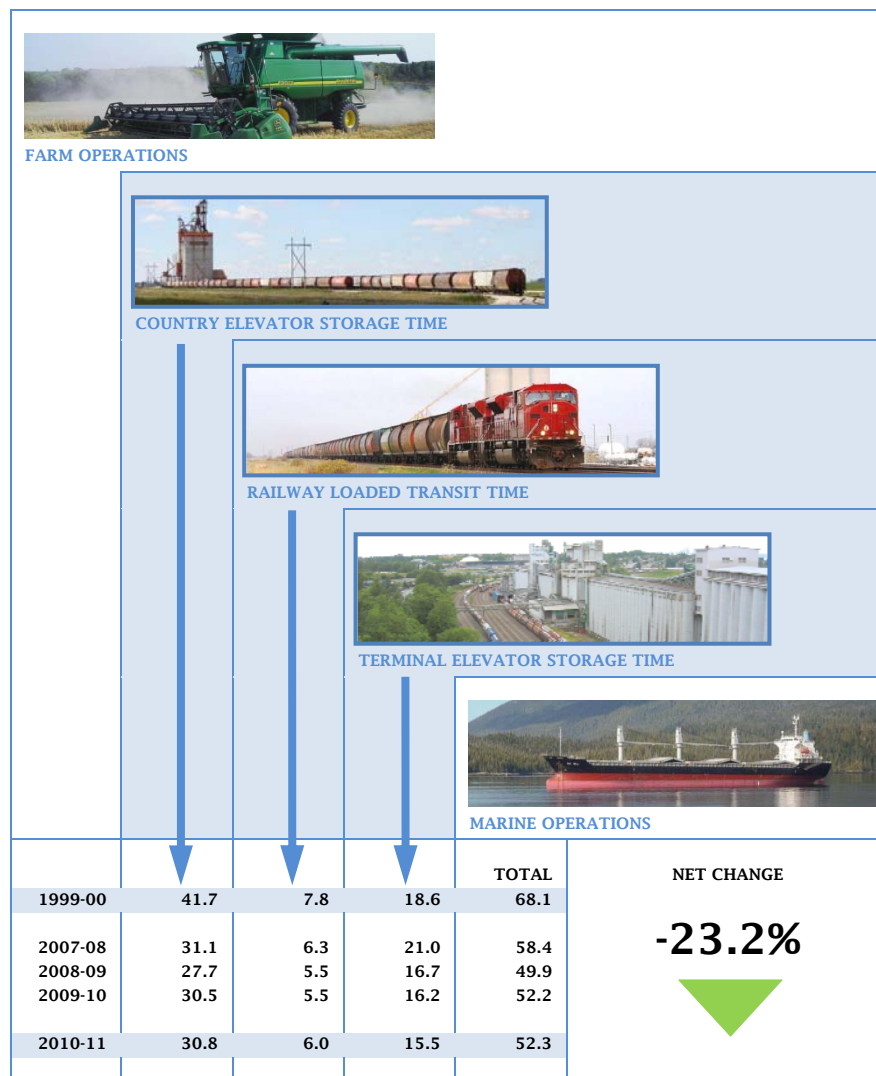 FARM OPERATIONS
COUNTRY ELEVATOR STORAGE TIME
RAILWAY LOADED TRANSIT TIME
TERMINAL ELEVATOR STORAGE TIME
MARINE OPERATIONS
TOTAL NET CHANGE
1999-00 41.7 7.8 18.6 68.1
-23.2%
2007-08 31.1 6.3 21.0 58.4
2008-09 27.7 5.5 16.7 49.9
2009-10 30.5 5.5 16.2 52.2
2010-11 30.8 6.0 15.5 52.3